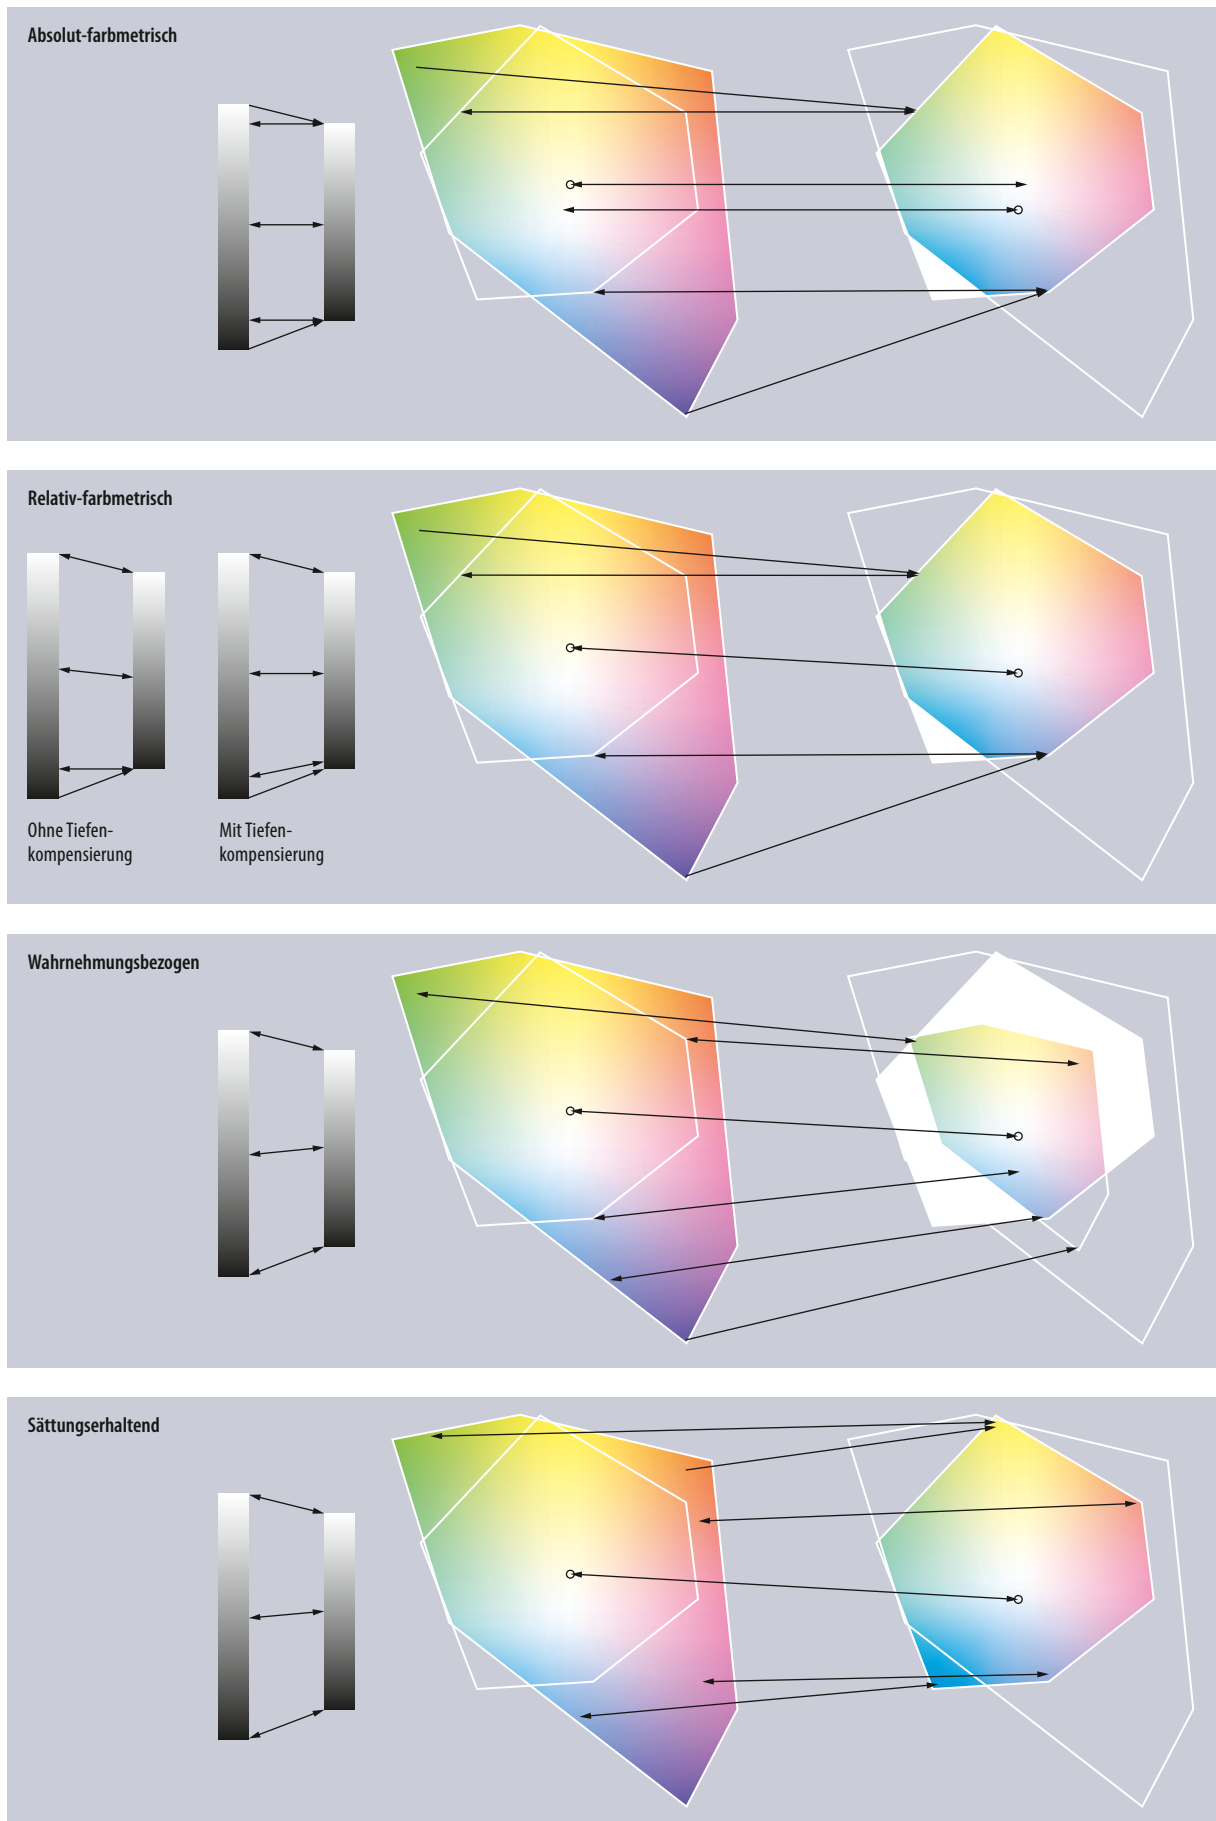 Absolut-farbmetrisch
Relativ-farbmetrisch
Ohne Tiefen-
kompensierung
Mit Tiefen-
kompensierung
Wahrnehmungsbezogen
Sättungserhaltend